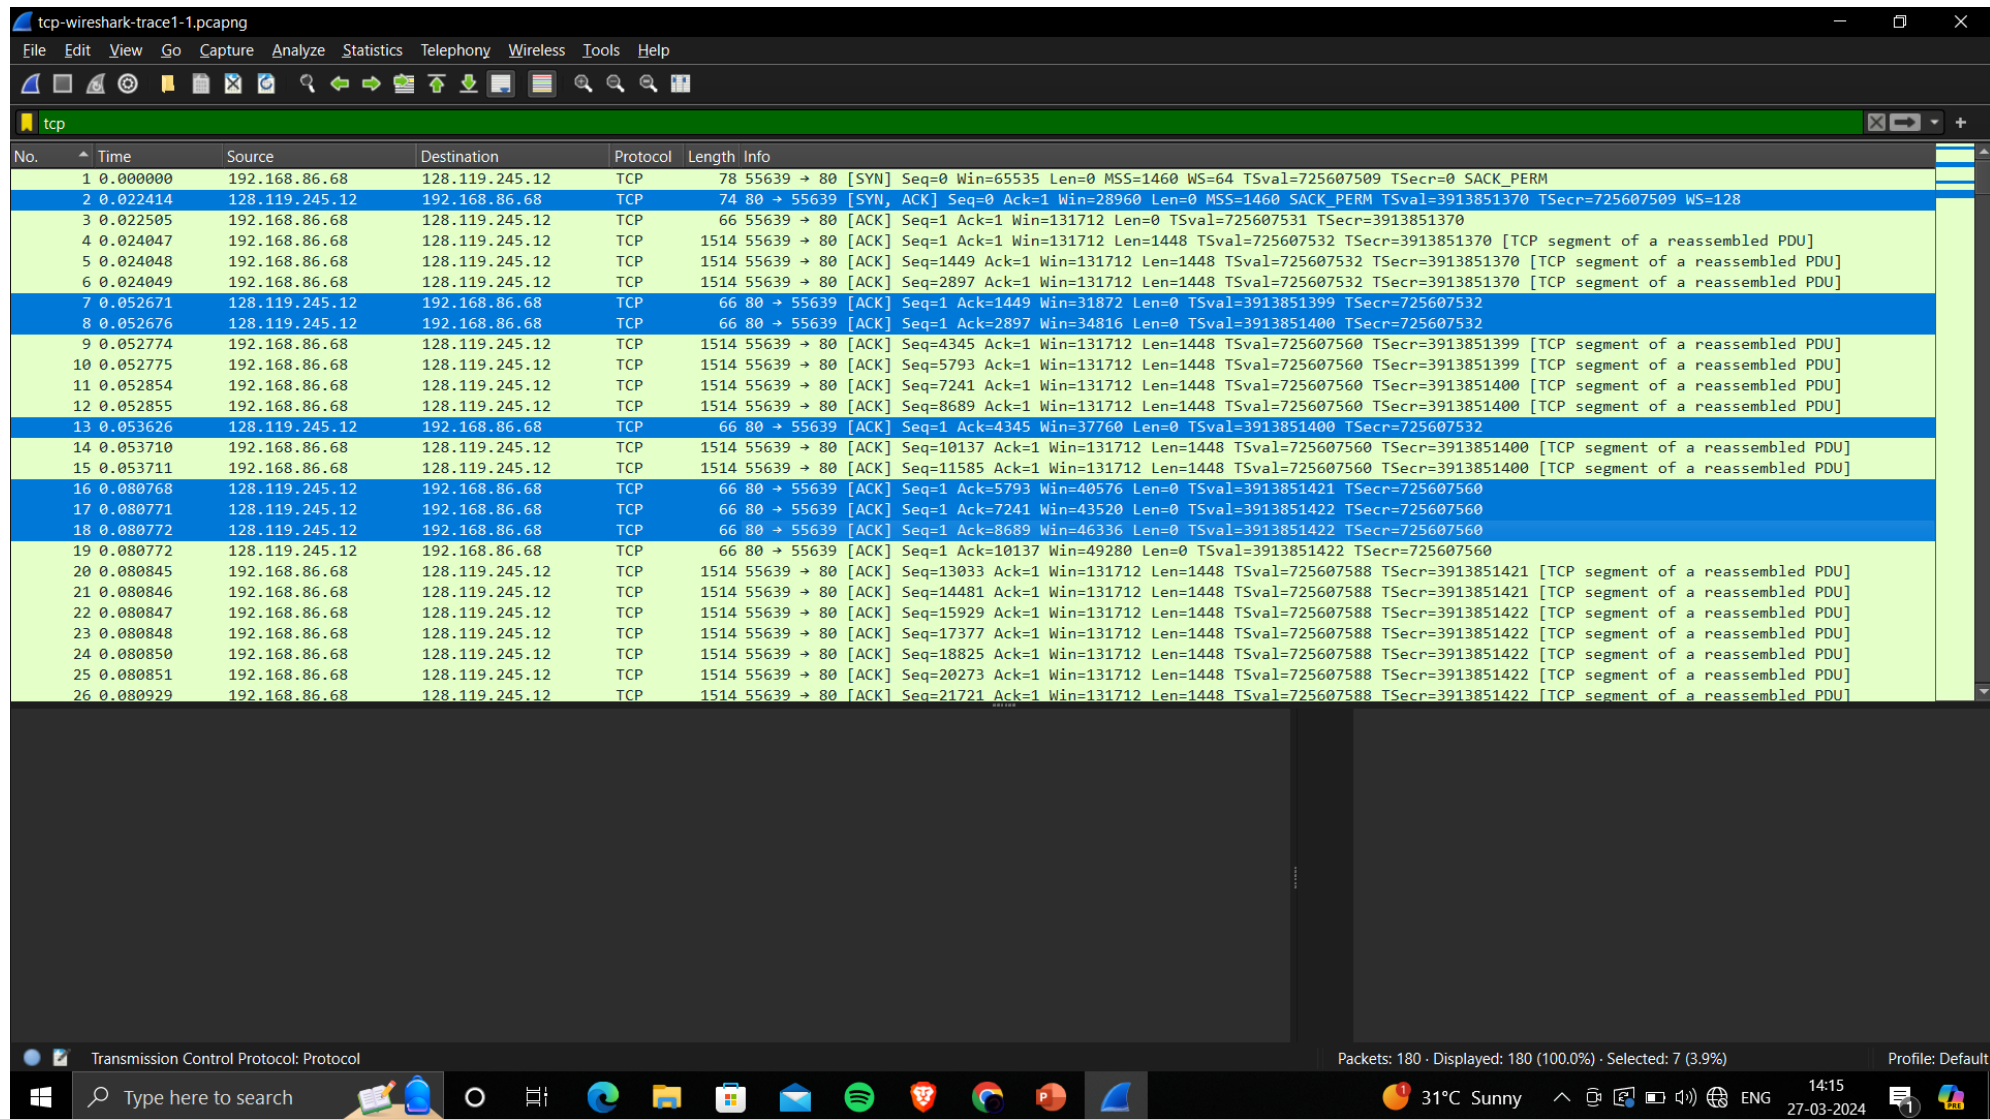 tcp-wireshark-trace1-1.pcapng
File Edit View Go Capture Analyze Statistics Telephony Wireless Tools Help
tcp
No. Time Source Destination Protocol Length Info
1 0.000000 192.168.86.68 128.119.245.12 TCP 78 55639 → 80 [SYN] Seq=0 Win=65535 Len=0 MSS=1460 WS=64 TSval=725607509 TSecr=0 SACK_PERM
2 0.022414 128.119.245.12 192.168.86.68 TCP 74 80 → 55639 [SYN, ACK] Seq=0 Ack=1 Win=28960 Len=0 MSS=1460 SACK_PERM TSval=3913851370 TSecr=725607509 WS=128
3 0.022505 192.168.86.68 128.119.245.12 TCP 66 55639 → 80 [ACK] Seq=1 Ack=1 Win=131712 Len=0 TSval=725607531 TSecr=3913851370
4 0.024047 192.168.86.68 128.119.245.12 TCP 1514 55639 → 80 [ACK] Seq=1 Ack=1 Win=131712 Len=1448 TSval=725607532 TSecr=3913851370 [TCP segment of a reassembled PDU]
5 0.024048 192.168.86.68 128.119.245.12 TCP 1514 55639 → 80 [ACK] Seq=1449 Ack=1 Win=131712 Len=1448 TSval=725607532 TSecr=3913851370 [TCP segment of a reassembled PDU]
6 0.024049 192.168.86.68 128.119.245.12 TCP 1514 55639 → 80 [ACK] Seq=2897 Ack=1 Win=131712 Len=1448 TSval=725607532 TSecr=3913851370 [TCP segment of a reassembled PDU]
7 0.052671 128.119.245.12 192.168.86.68 TCP 66 80 → 55639 [ACK] Seq=1 Ack=1449 Win=31872 Len=0 TSval=3913851399 TSecr=725607532
8 0.052676 128.119.245.12 192.168.86.68 TCP 66 80 → 55639 [ACK] Seq=1 Ack=2897 Win=34816 Len=0 TSval=3913851400 TSecr=725607532
9 0.052774 192.168.86.68 128.119.245.12 TCP 1514 55639 → 80 [ACK] Seq=4345 Ack=1 Win=131712 Len=1448 TSval=725607560 TSecr=3913851399 [TCP segment of a reassembled PDU]
10 0.052775 192.168.86.68 128.119.245.12 TCP 1514 55639 → 80 [ACK] Seq=5793 Ack=1 Win=131712 Len=1448 TSval=725607560 TSecr=3913851399 [TCP segment of a reassembled PDU]
11 0.052854 192.168.86.68 128.119.245.12 TCP 1514 55639 → 80 [ACK] Seq=7241 Ack=1 Win=131712 Len=1448 TSval=725607560 TSecr=3913851400 [TCP segment of a reassembled PDU]
12 0.052855 192.168.86.68 128.119.245.12 TCP 1514 55639 → 80 [ACK] Seq=8689 Ack=1 Win=131712 Len=1448 TSval=725607560 TSecr=3913851400 [TCP segment of a reassembled PDU]
13 0.053626 128.119.245.12 192.168.86.68 TCP 66 80 → 55639 [ACK] Seq=1 Ack=4345 Win=37760 Len=0 TSval=3913851400 TSecr=725607532
14 0.053710 192.168.86.68 128.119.245.12 TCP 1514 55639 → 80 [ACK] Seq=10137 Ack=1 Win=131712 Len=1448 TSval=725607560 TSecr=3913851400 [TCP segment of a reassembled PDU]
15 0.053711 192.168.86.68 128.119.245.12 TCP 1514 55639 → 80 [ACK] Seq=11585 Ack=1 Win=131712 Len=1448 TSval=725607560 TSecr=3913851400 [TCP segment of a reassembled PDU]
16 0.080768 128.119.245.12 192.168.86.68 TCP 66 80 → 55639 [ACK] Seq=1 Ack=5793 Win=40576 Len=0 TSval=3913851421 TSecr=725607560
17 0.080771 128.119.245.12 192.168.86.68 TCP 66 80 → 55639 [ACK] Seq=1 Ack=7241 Win=43520 Len=0 TSval=3913851422 TSecr=725607560
18 0.080772 128.119.245.12 192.168.86.68 TCP 66 80 → 55639 [ACK] Seq=1 Ack=8689 Win=46336 Len=0 TSval=3913851422 TSecr=725607560
19 0.080772 128.119.245.12 192.168.86.68 TCP 66 80 → 55639 [ACK] Seq=1 Ack=10137 Win=49280 Len=0 TSval=3913851422 TSecr=725607560
20 0.080845 192.168.86.68 128.119.245.12 TCP 1514 55639 → 80 [ACK] Seq=13033 Ack=1 Win=131712 Len=1448 TSval=725607588 TSecr=3913851421 [TCP segment of a reassembled PDU]
21 0.080846 192.168.86.68 128.119.245.12 TCP 1514 55639 → 80 [ACK] Seq=14481 Ack=1 Win=131712 Len=1448 TSval=725607588 TSecr=3913851421 [TCP segment of a reassembled PDU]
22 0.080847 192.168.86.68 128.119.245.12 TCP 1514 55639 → 80 [ACK] Seq=15929 Ack=1 Win=131712 Len=1448 TSval=725607588 TSecr=3913851422 [TCP segment of a reassembled PDU]
23 0.080848 192.168.86.68 128.119.245.12 TCP 1514 55639 → 80 [ACK] Seq=17377 Ack=1 Win=131712 Len=1448 TSval=725607588 TSecr=3913851422 [TCP segment of a reassembled PDU]
24 0.080850 192.168.86.68 128.119.245.12 TCP 1514 55639 → 80 [ACK] Seq=18825 Ack=1 Win=131712 Len=1448 TSval=725607588 TSecr=3913851422 [TCP segment of a reassembled PDU]
25 0.080851 192.168.86.68 128.119.245.12 TCP 1514 55639 → 80 [ACK] Seq=20273 Ack=1 Win=131712 Len=1448 TSval=725607588 TSecr=3913851422 [TCP segment of a reassembled PDU]
26 0.080929 192.168.86.68 128.119.245.12 TCP 1514 55639 → 80 [ACK] Seq=21721 Ack=1 Win=131712 Len=1448 TSval=725607588 TSecr=3913851422 [TCP segment of a reassembled PDU]
Transmission Control Protocol: Protocol
Packets: 180 · Displayed: 180 (100.0%) · Selected: 7 (3.9%)
Profile: Default
Type here to search
1
31°C Sunny
ENG
14:15
27-03-2024
1
PRE